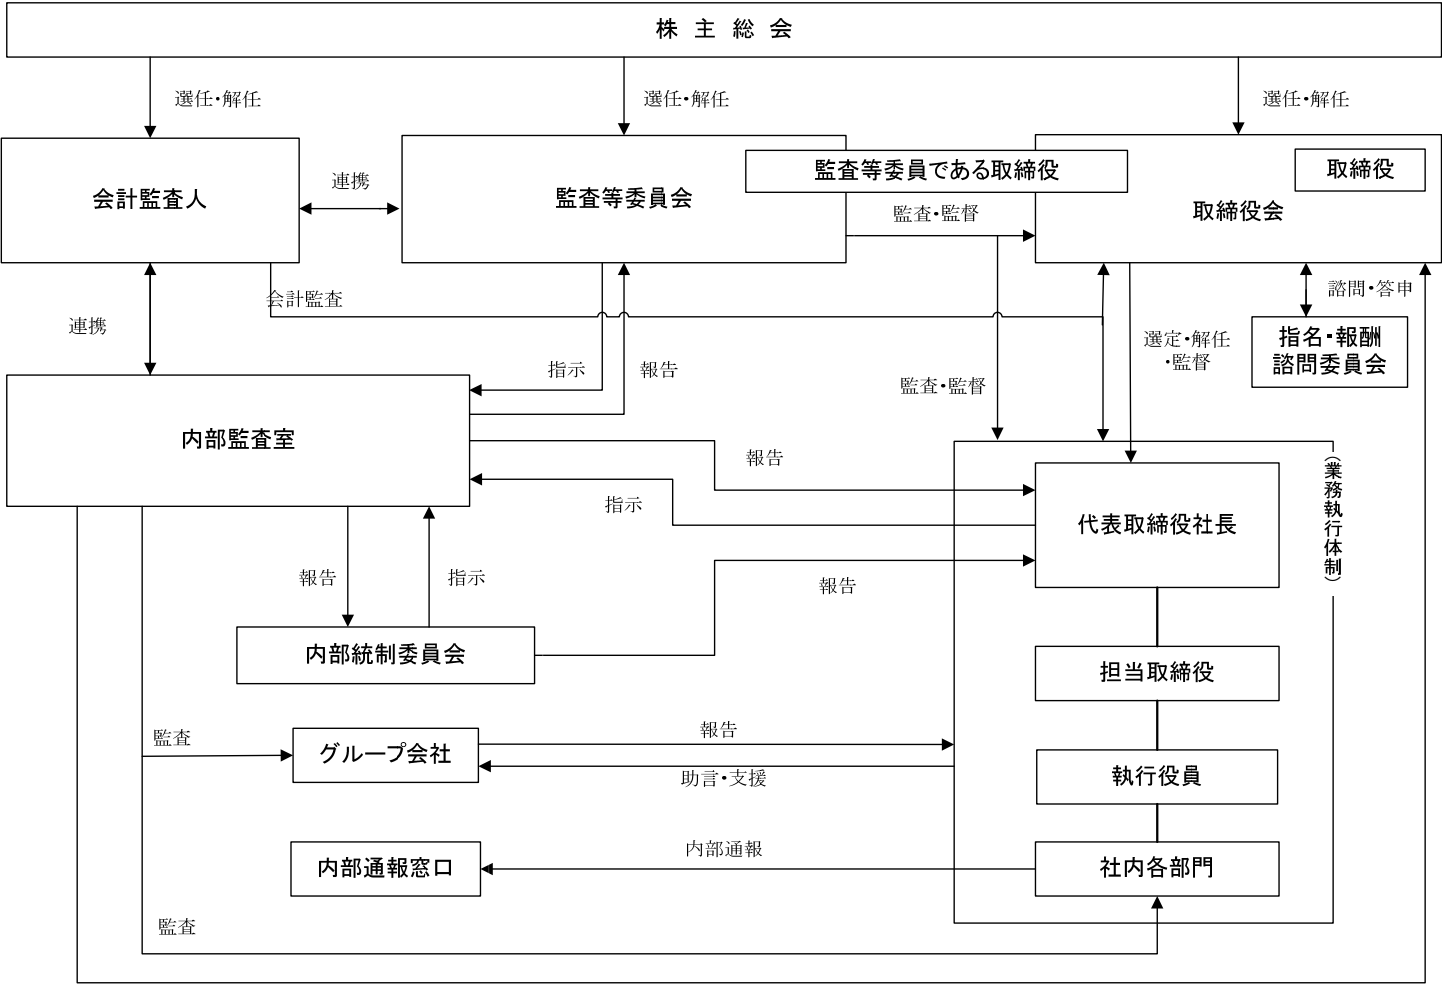 株 主 総 会
選任・解任
選任・解任
選任・解任
会計監査人
連携
監査等委員会
監査等委員である取締役
取締役
取締役会
監査・監督
会計監査
連携
諮問・答申
指名・報酬
諮問委員会
選定・解任
・監督
指示
報告
監査・監督
内部監査室
報告
指示
(業務執行体制)
代表取締役社長
報告
指示
報告
内部統制委員会
担当取締役
監査
グループ会社
報告
助言・支援
執行役員
内部通報窓口
内部通報
社内各部門
監査